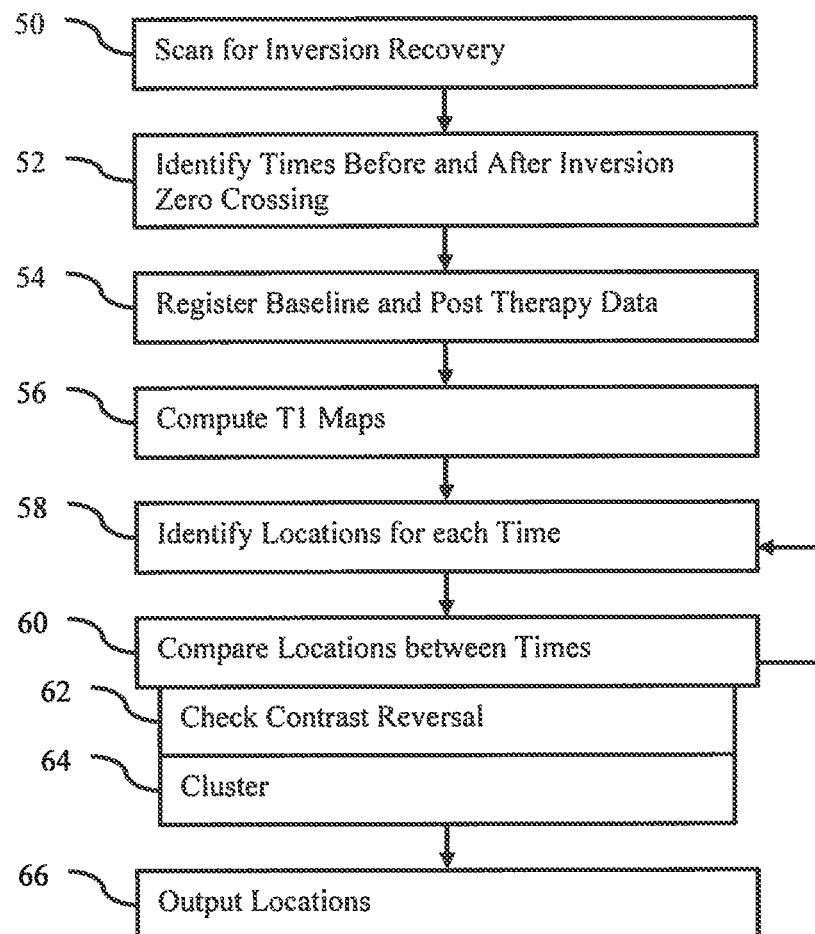 50
Scan for Inversion Recovery
52
Identify Times Before and After Inversion
Zero Crossing
54
Register Baseline and Post Therapy Data
56
Compute T1 Maps
58
Identify Locations for each Time
60
Compare Locations between Times
62
Check Contrast Reversal
64
Cluster
66
Output Locations